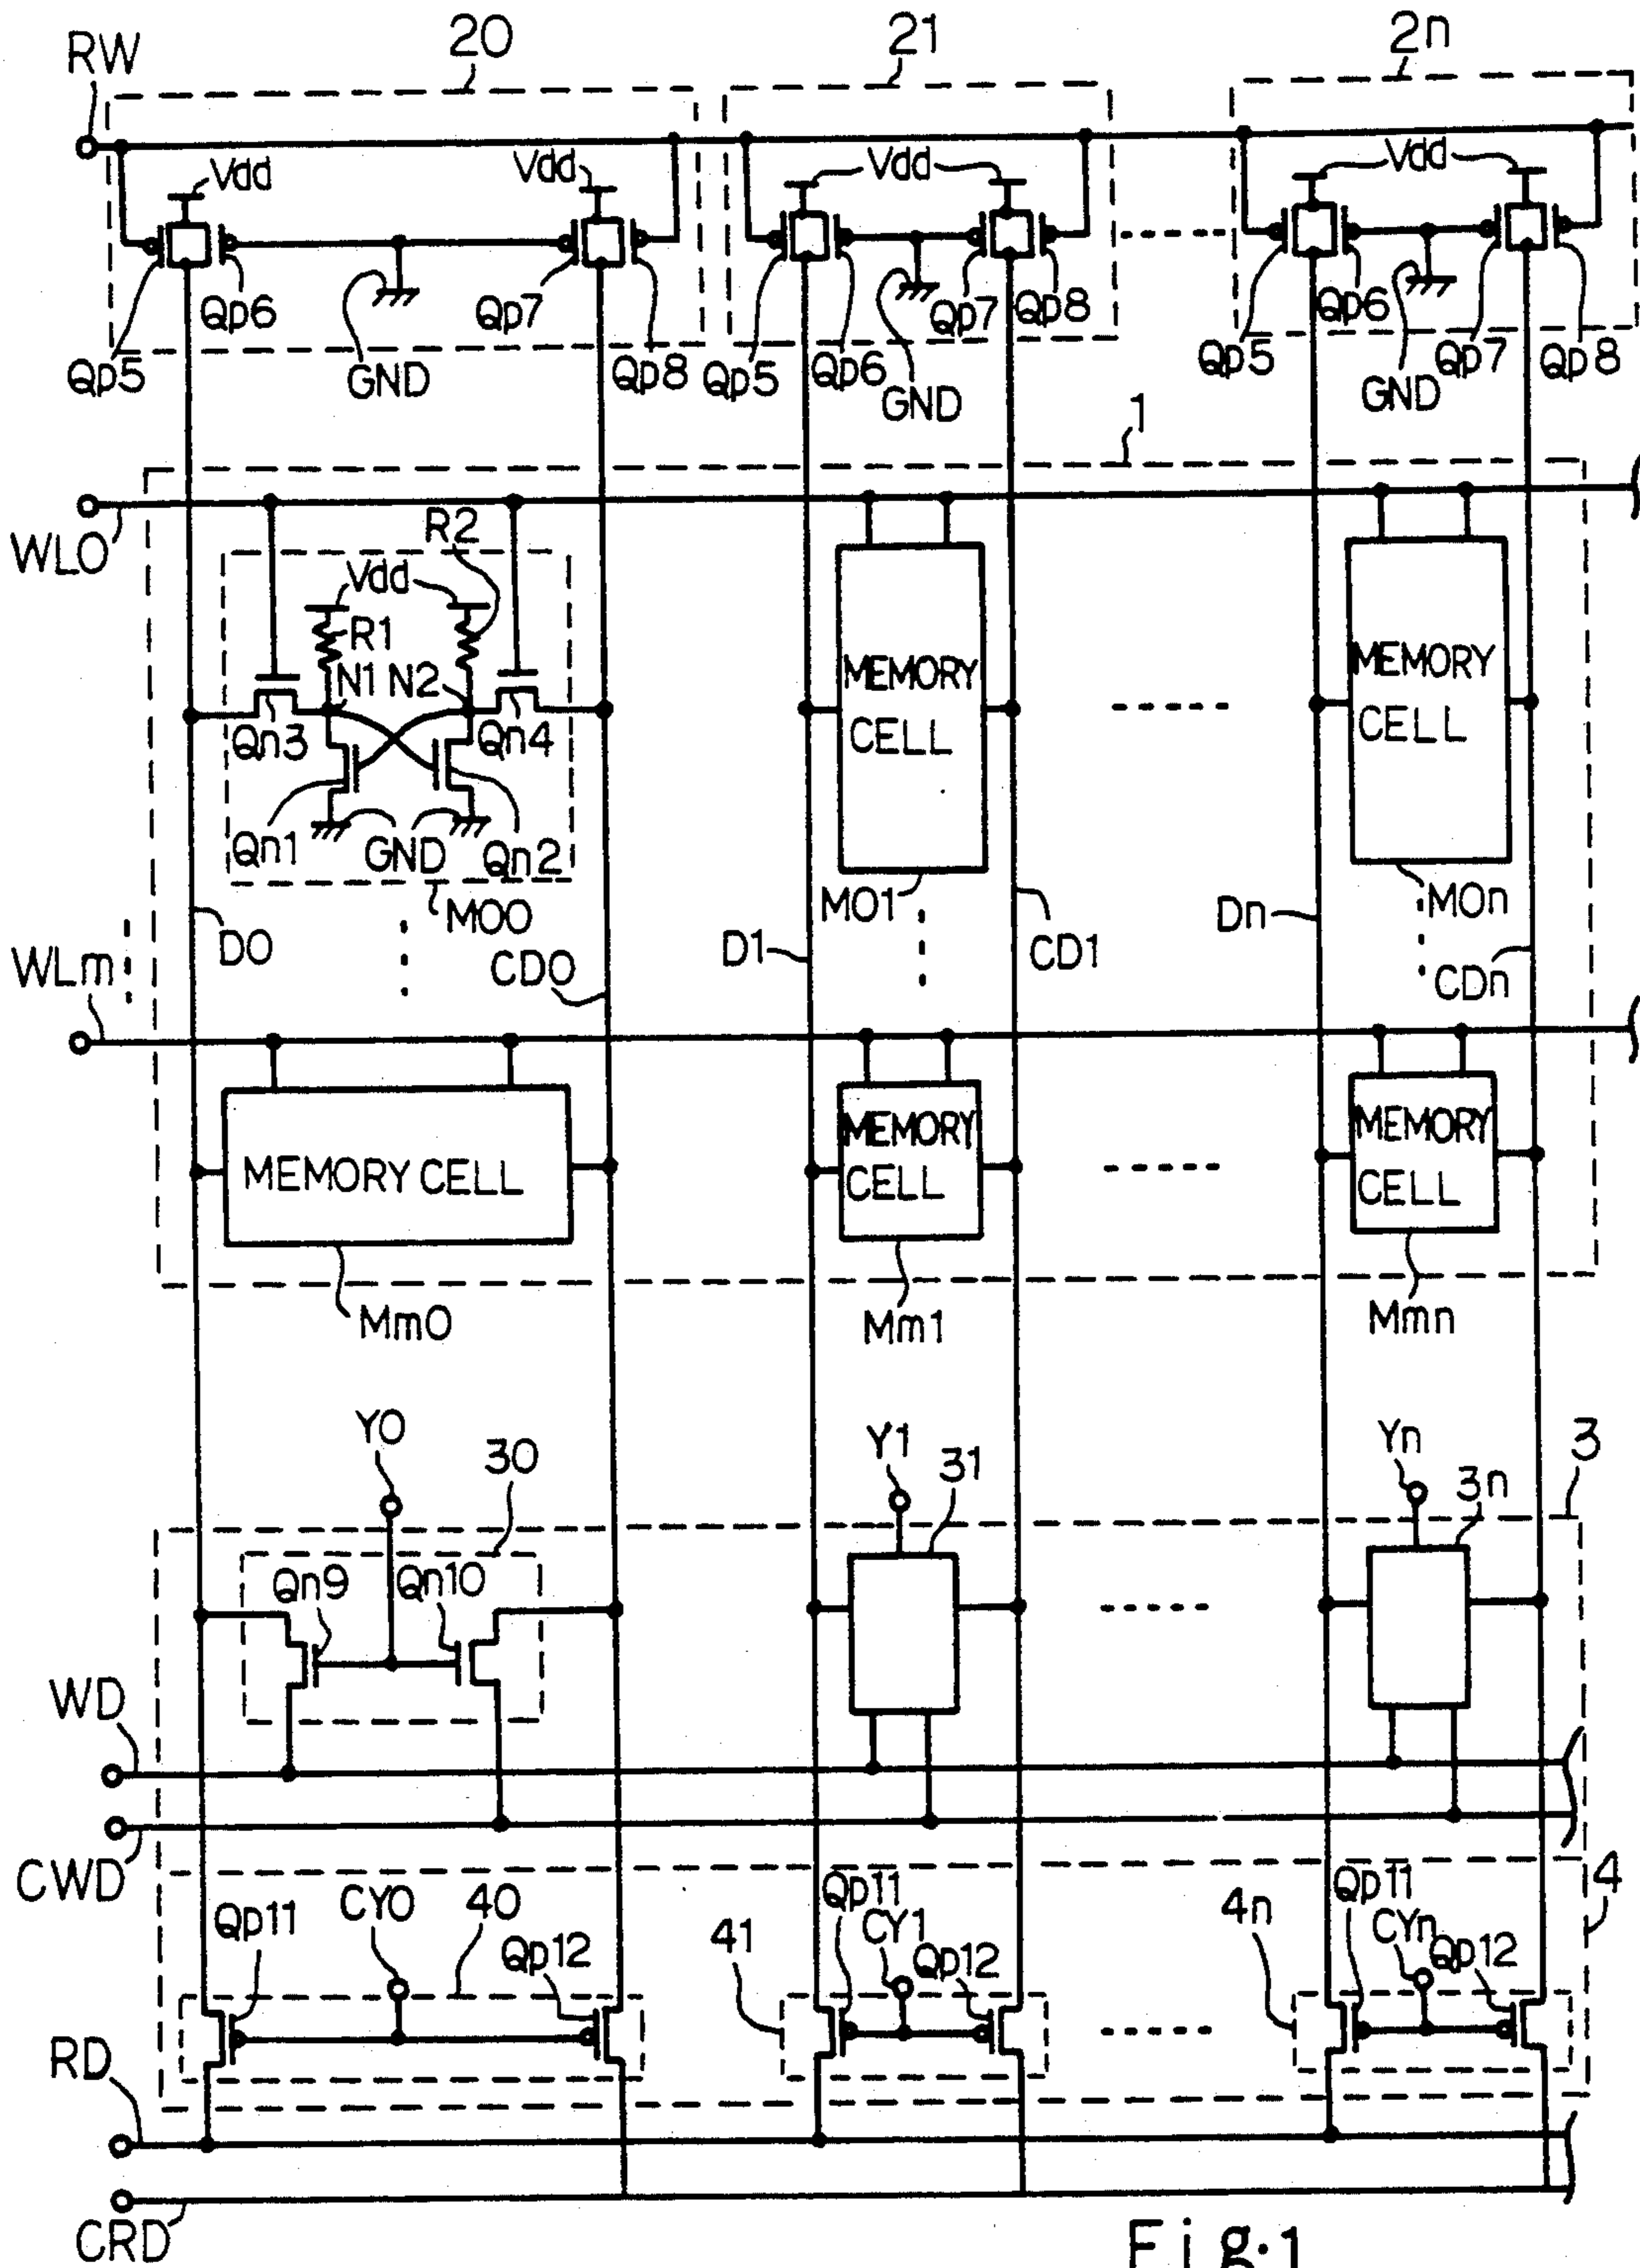 20 21 2n
RW
Vdd Vdd Vdd Vdd
Qp6 Qp7 Qp7 Qp8 Qp6
Qp5 GND Qp8 Qp5 Qp6 GND Qp5 GND Qp7 Qp8
1
WL0 R2
Vdd
R1
N1 N2
Qn3 Qn4
Qn1 GND Qn2
M00
MEMORY CELL
M01
MEMORY CELL
M0n
D0 CD0 D1 CD1 Dn CDn
WLm
MEMORY CELL
MEMORY CELL
MEMORY CELL
Mm0 Mm1 Mmn
Y0 30 Y1 31 Yn 3n 3
Qn9 Qn10
WD
CWD
Qp11 CY0 40 Qp12 41 Qp11 CY1 Qp12 4n Qp11 CYn Qp12 4
RD
CRD
Fig.1